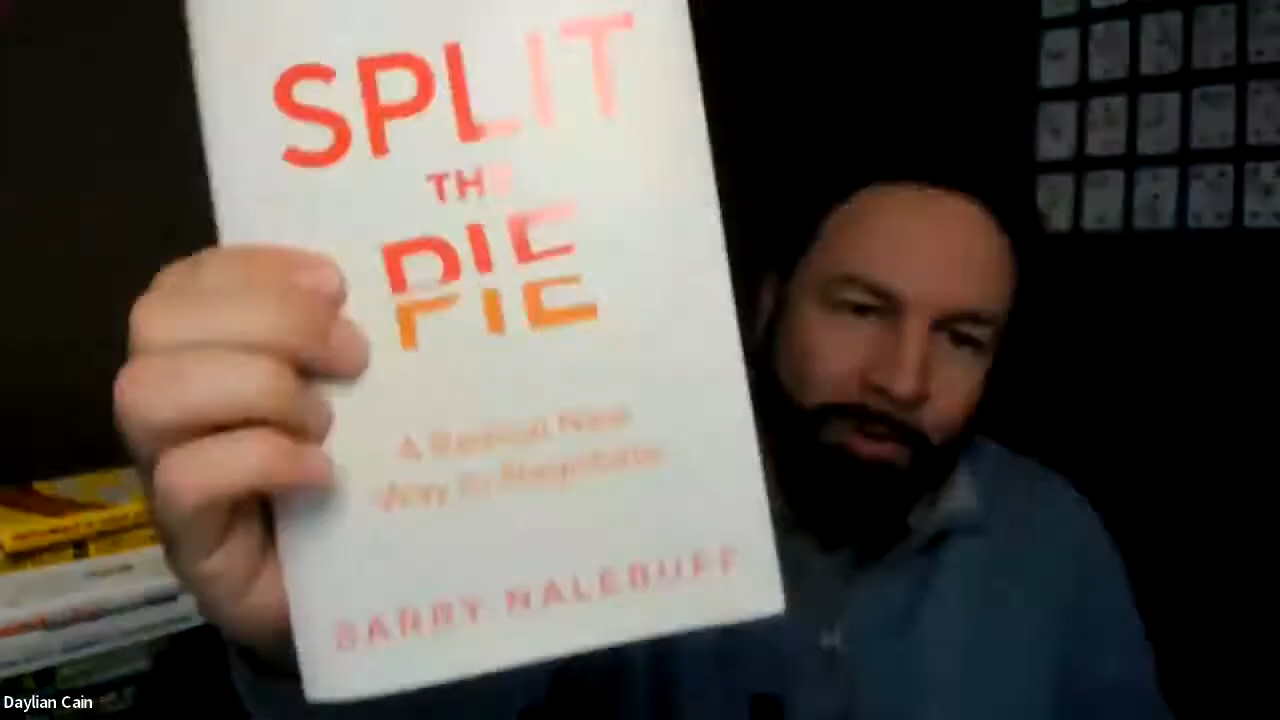 SPLIT
THE
PIE
A Radical New
Way to Negotiate
BARRY NALEBUFF
Daylian Cain